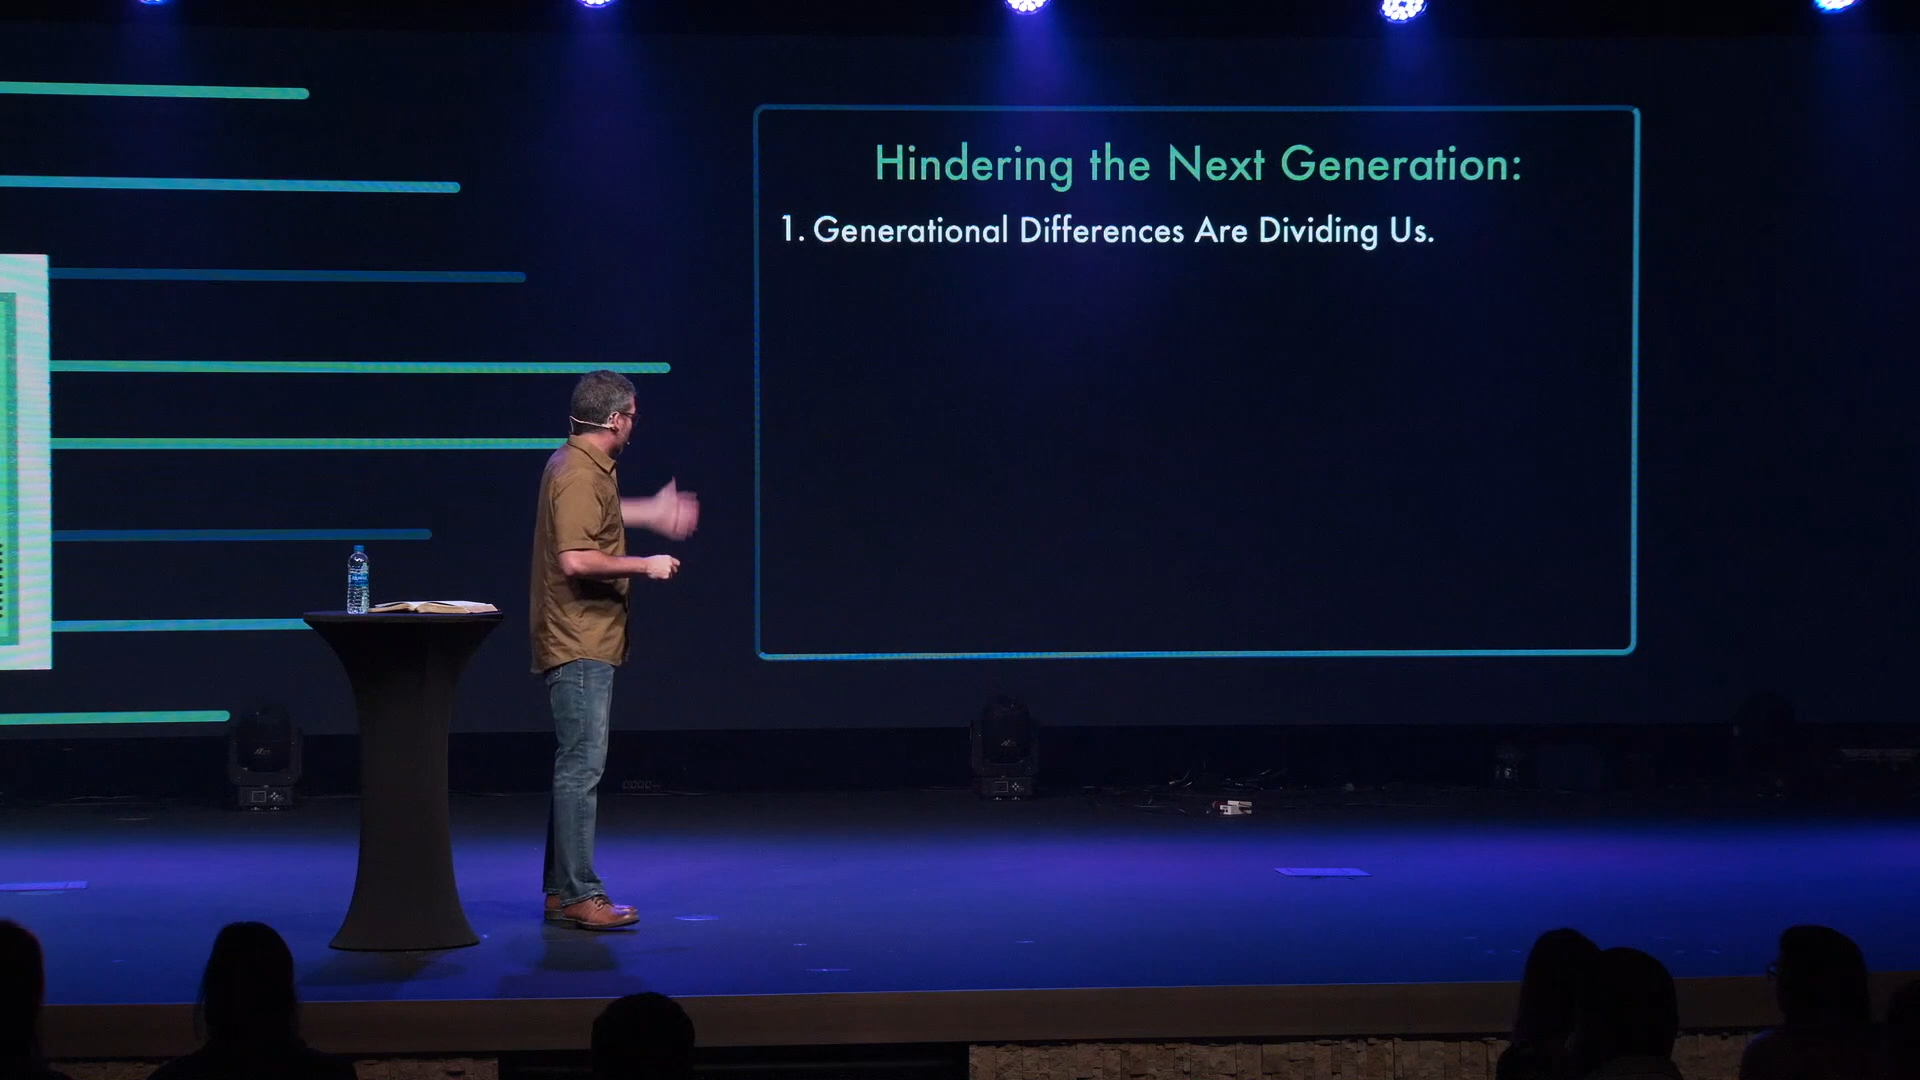 Hindering the Next Generation:
1. Generational Differences Are Dividing Us.